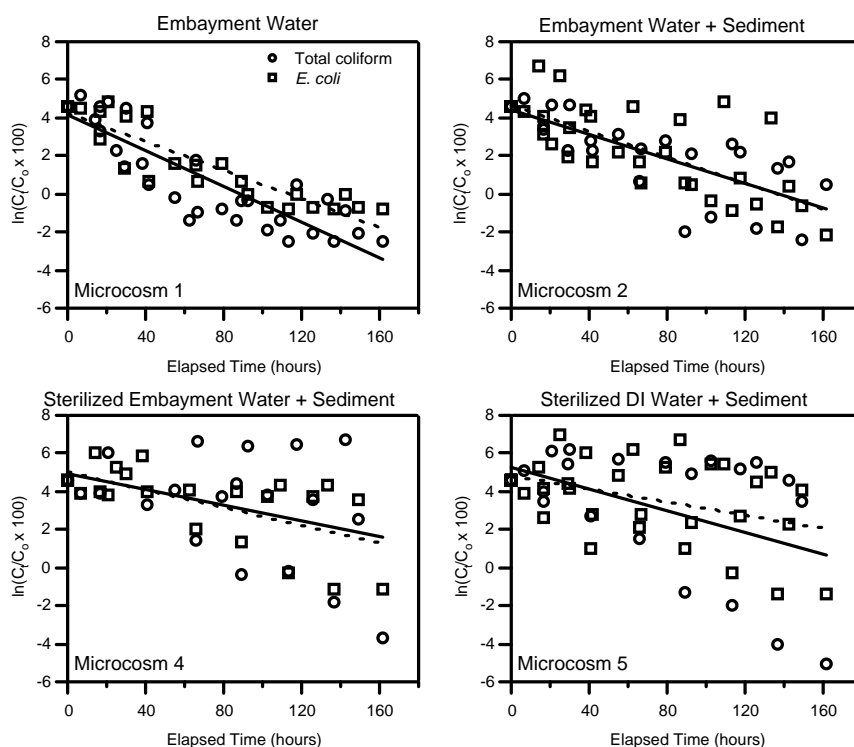 Embayment Water
Total coliform
E. coli
8
6
4
2
0
-2
-4
-6
ln(Cₜ/Cₒ x 100)
Microcosm 1
0 40 80 120 160
Elapsed Time (hours)
Embayment Water + Sediment
8
6
4
2
0
-2
-4
-6
ln(Cₜ/Cₒ x 100)
Microcosm 2
0 40 80 120 160
Elapsed Time (hours)
Sterilized Embayment Water + Sediment
8
6
4
2
0
-2
-4
-6
ln(Cₜ/Cₒ x 100)
Microcosm 4
0 40 80 120 160
Elapsed Time (hours)
Sterilized DI Water + Sediment
8
6
4
2
0
-2
-4
-6
ln(Cₜ/Cₒ x 100)
Microcosm 5
0 40 80 120 160
Elapsed Time (hours)